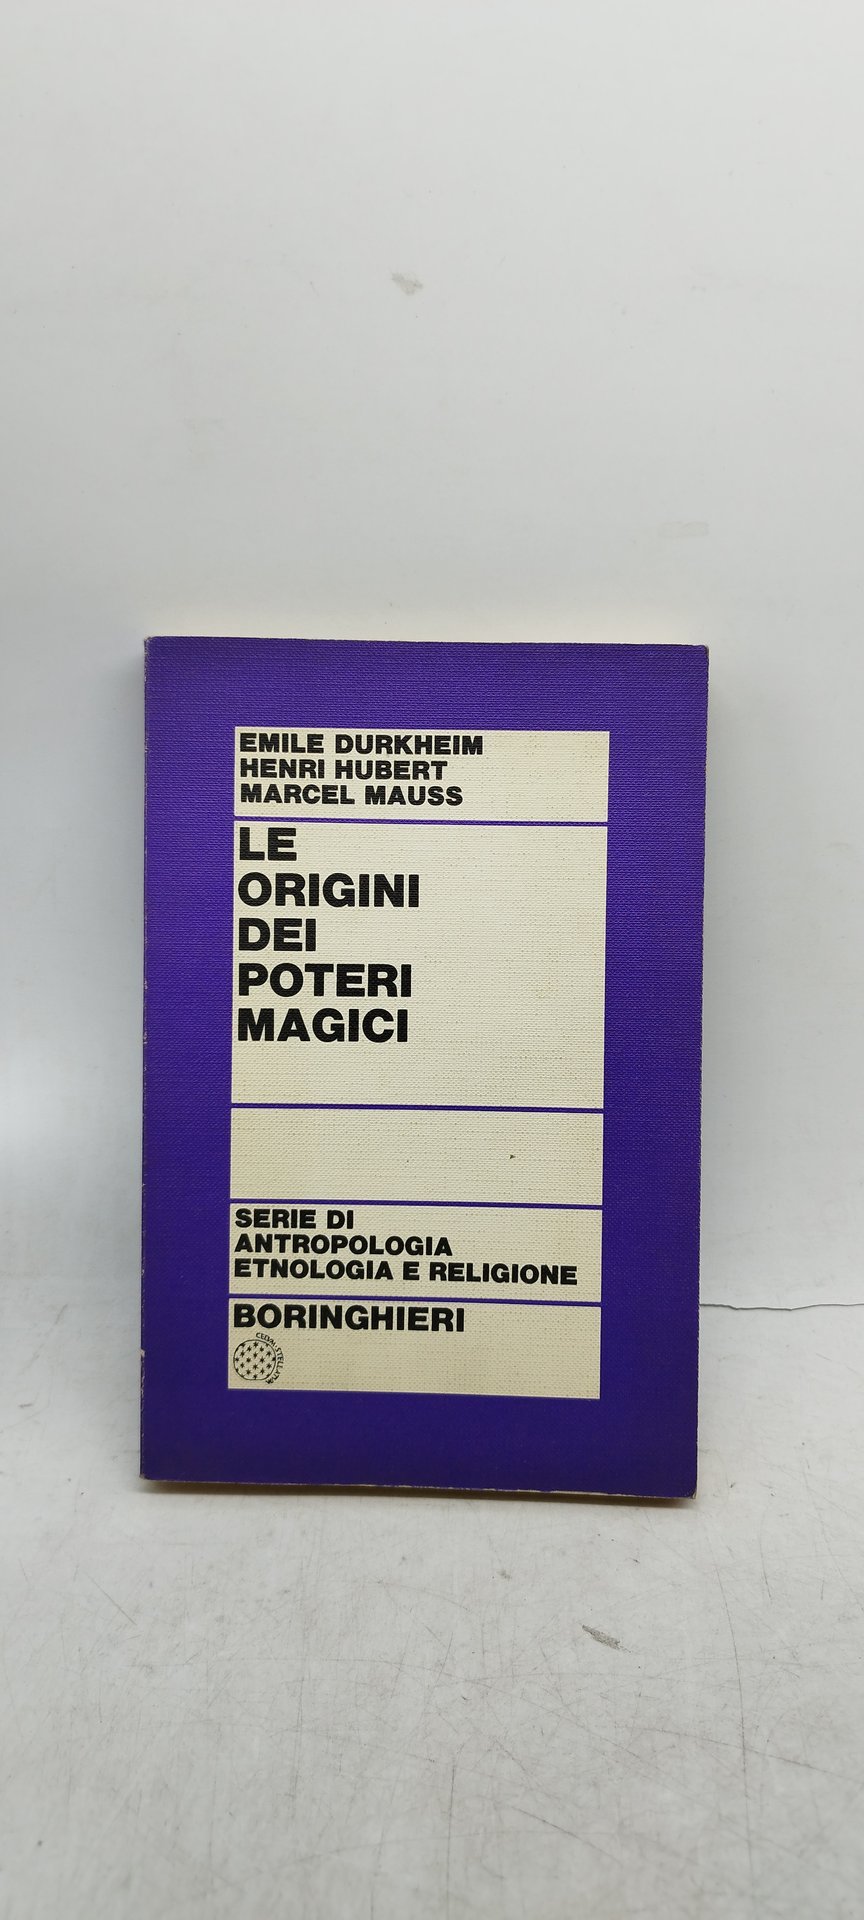 EMILE DURKHEIM
HENRI HUBERT
MARCEL MAUSS
LE
ORIGINI
DEI
POTERI
MAGICI
SERIE DI
ANTROPOLOGIA
ETNOLOGIA E RELIGIONE
BORINGHIERI